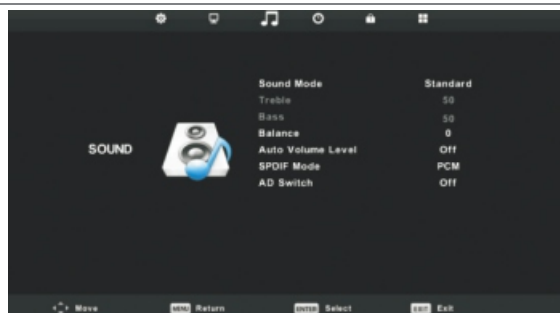 Sound Mode Standard
Treble 50
Bass 50
Balance 0
SOUND
Auto Volume Level Off
SPDIF Mode PCM
AD Switch Off
Move MENU Return ENTER Select EXIT Exit